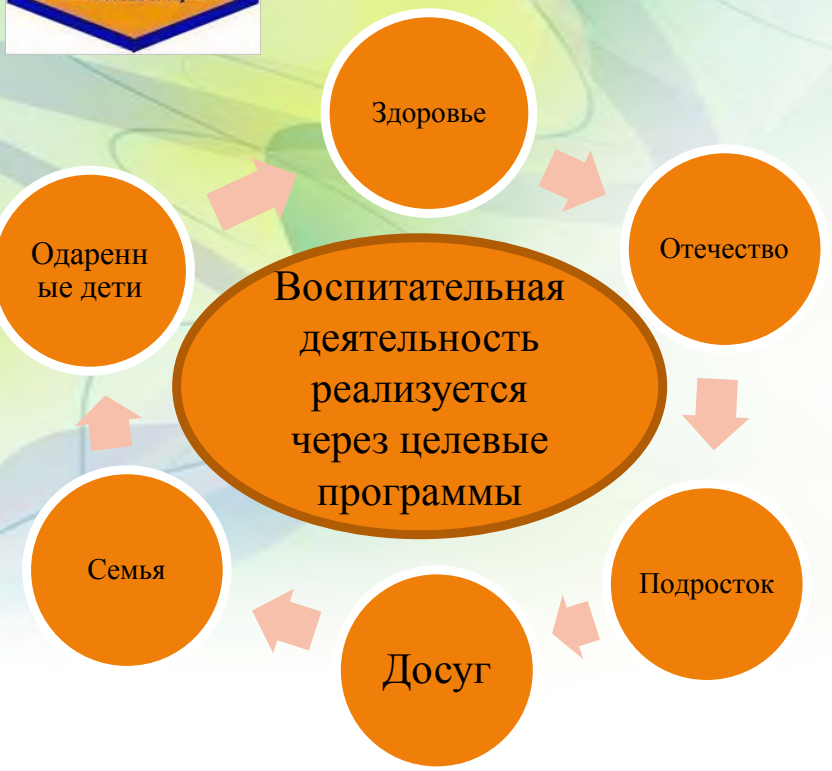 Здоровье
Отечество
Подросток
Досуг
Семья
Одаренн
ые дети
Воспитательная
деятельность
реализуется
через целевые
программы